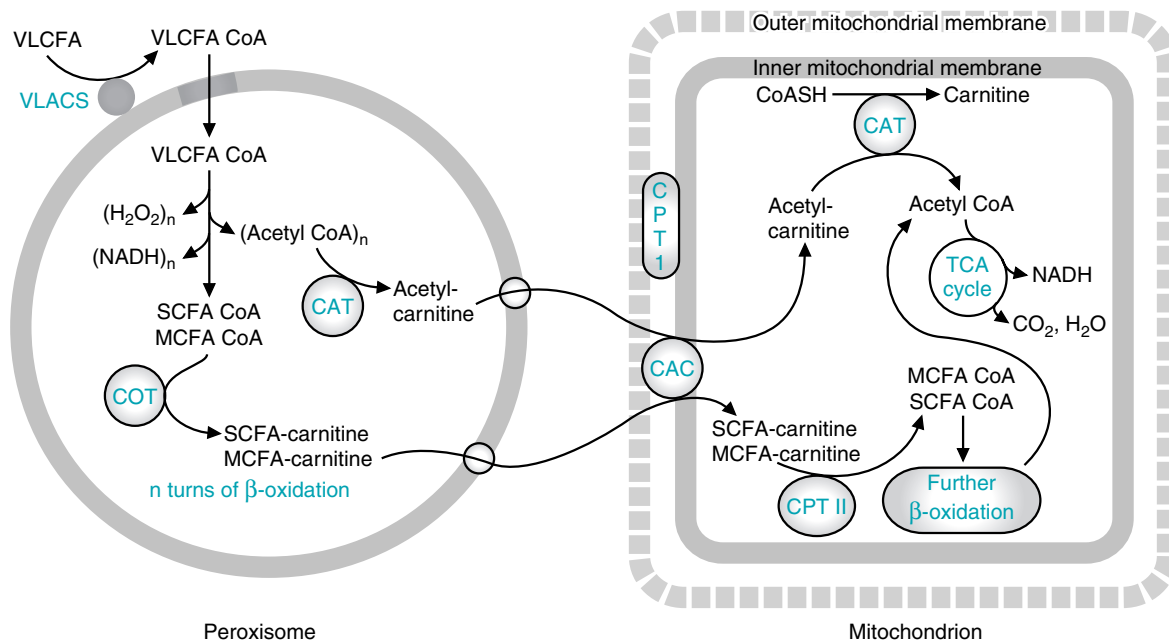 VLCFA
VLCFA CoA
VLACS
VLCFA CoA
(H₂O₂)ₙ
(NADH)ₙ
(Acetyl CoA)ₙ
CAT
Acetyl-
carnitine
SCFA CoA
MCFA CoA
COT
SCFA-carnitine
MCFA-carnitine
n turns of β-oxidation
Peroxisome
Outer mitochondrial membrane
Inner mitochondrial membrane
CoASH
Carnitine
CAT
C
P
T
1
Acetyl-
carnitine
Acetyl CoA
TCA
cycle
NADH
CO₂, H₂O
CAC
MCFA CoA
SCFA CoA
SCFA-carnitine
MCFA-carnitine
CPT II
Further
β-oxidation
Mitochondrion